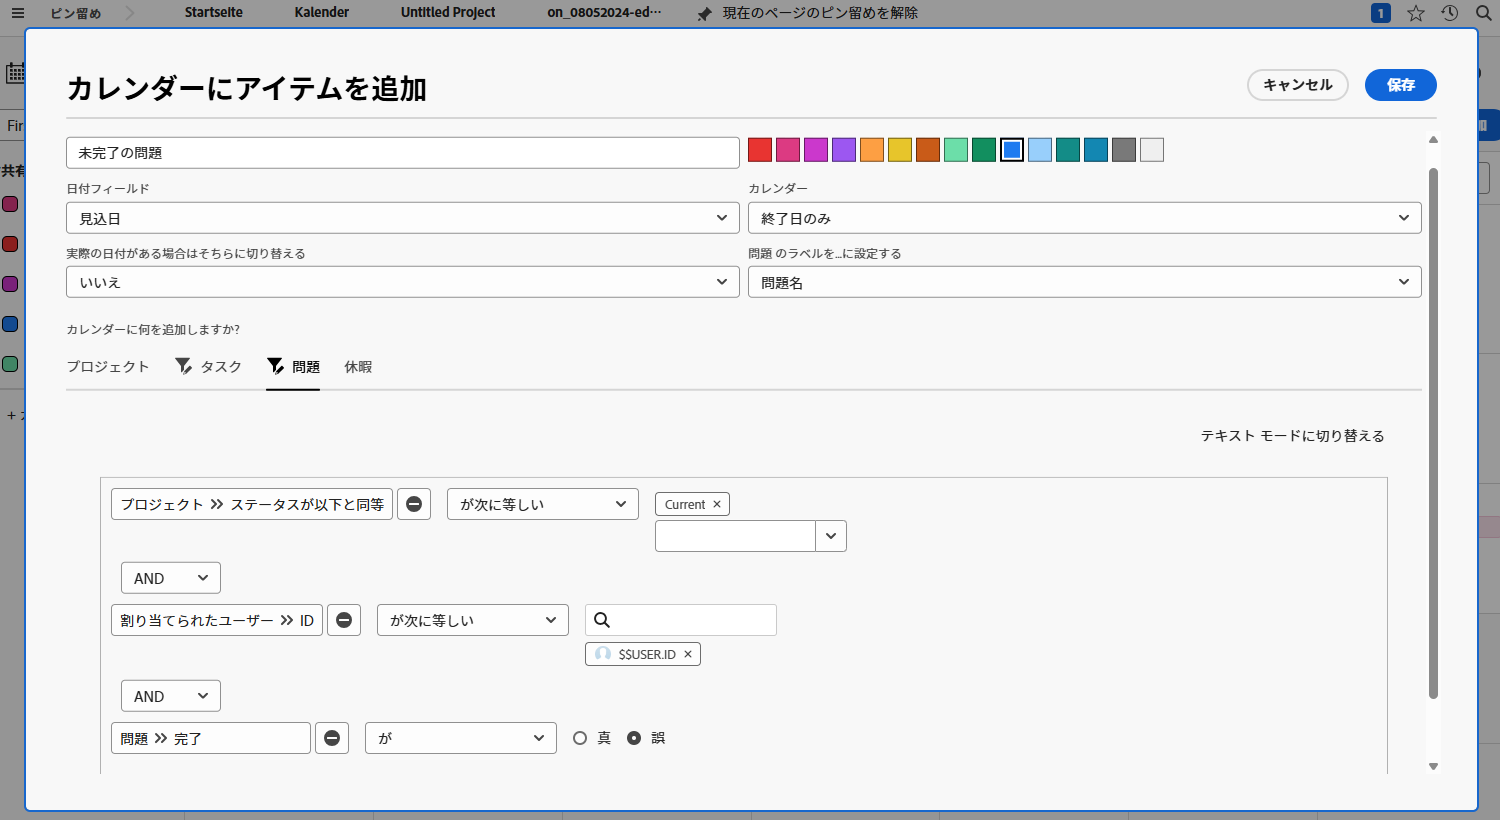 ピン留め Startseite Kalender Untitled Project on_08052024-ed… 現在のページのピン留めを解除 1
カレンダーにアイテムを追加 キャンセル 保存
Fir
未完了の問題
共有
日付フィールド カレンダー
見込日 終了日のみ
実際の日付がある場合はそちらに切り替える 問題 のラベルを...に設定する
いいえ 問題名
カレンダーに何を追加しますか?
プロジェクト タスク 問題 休暇
+
テキスト モードに切り替える
プロジェクト >> ステータスが以下と同等 が次に等しい Current ×
AND
割り当てられたユーザー >> ID が次に等しい
$$USER.ID ×
AND
問題 >> 完了 が 真 誤